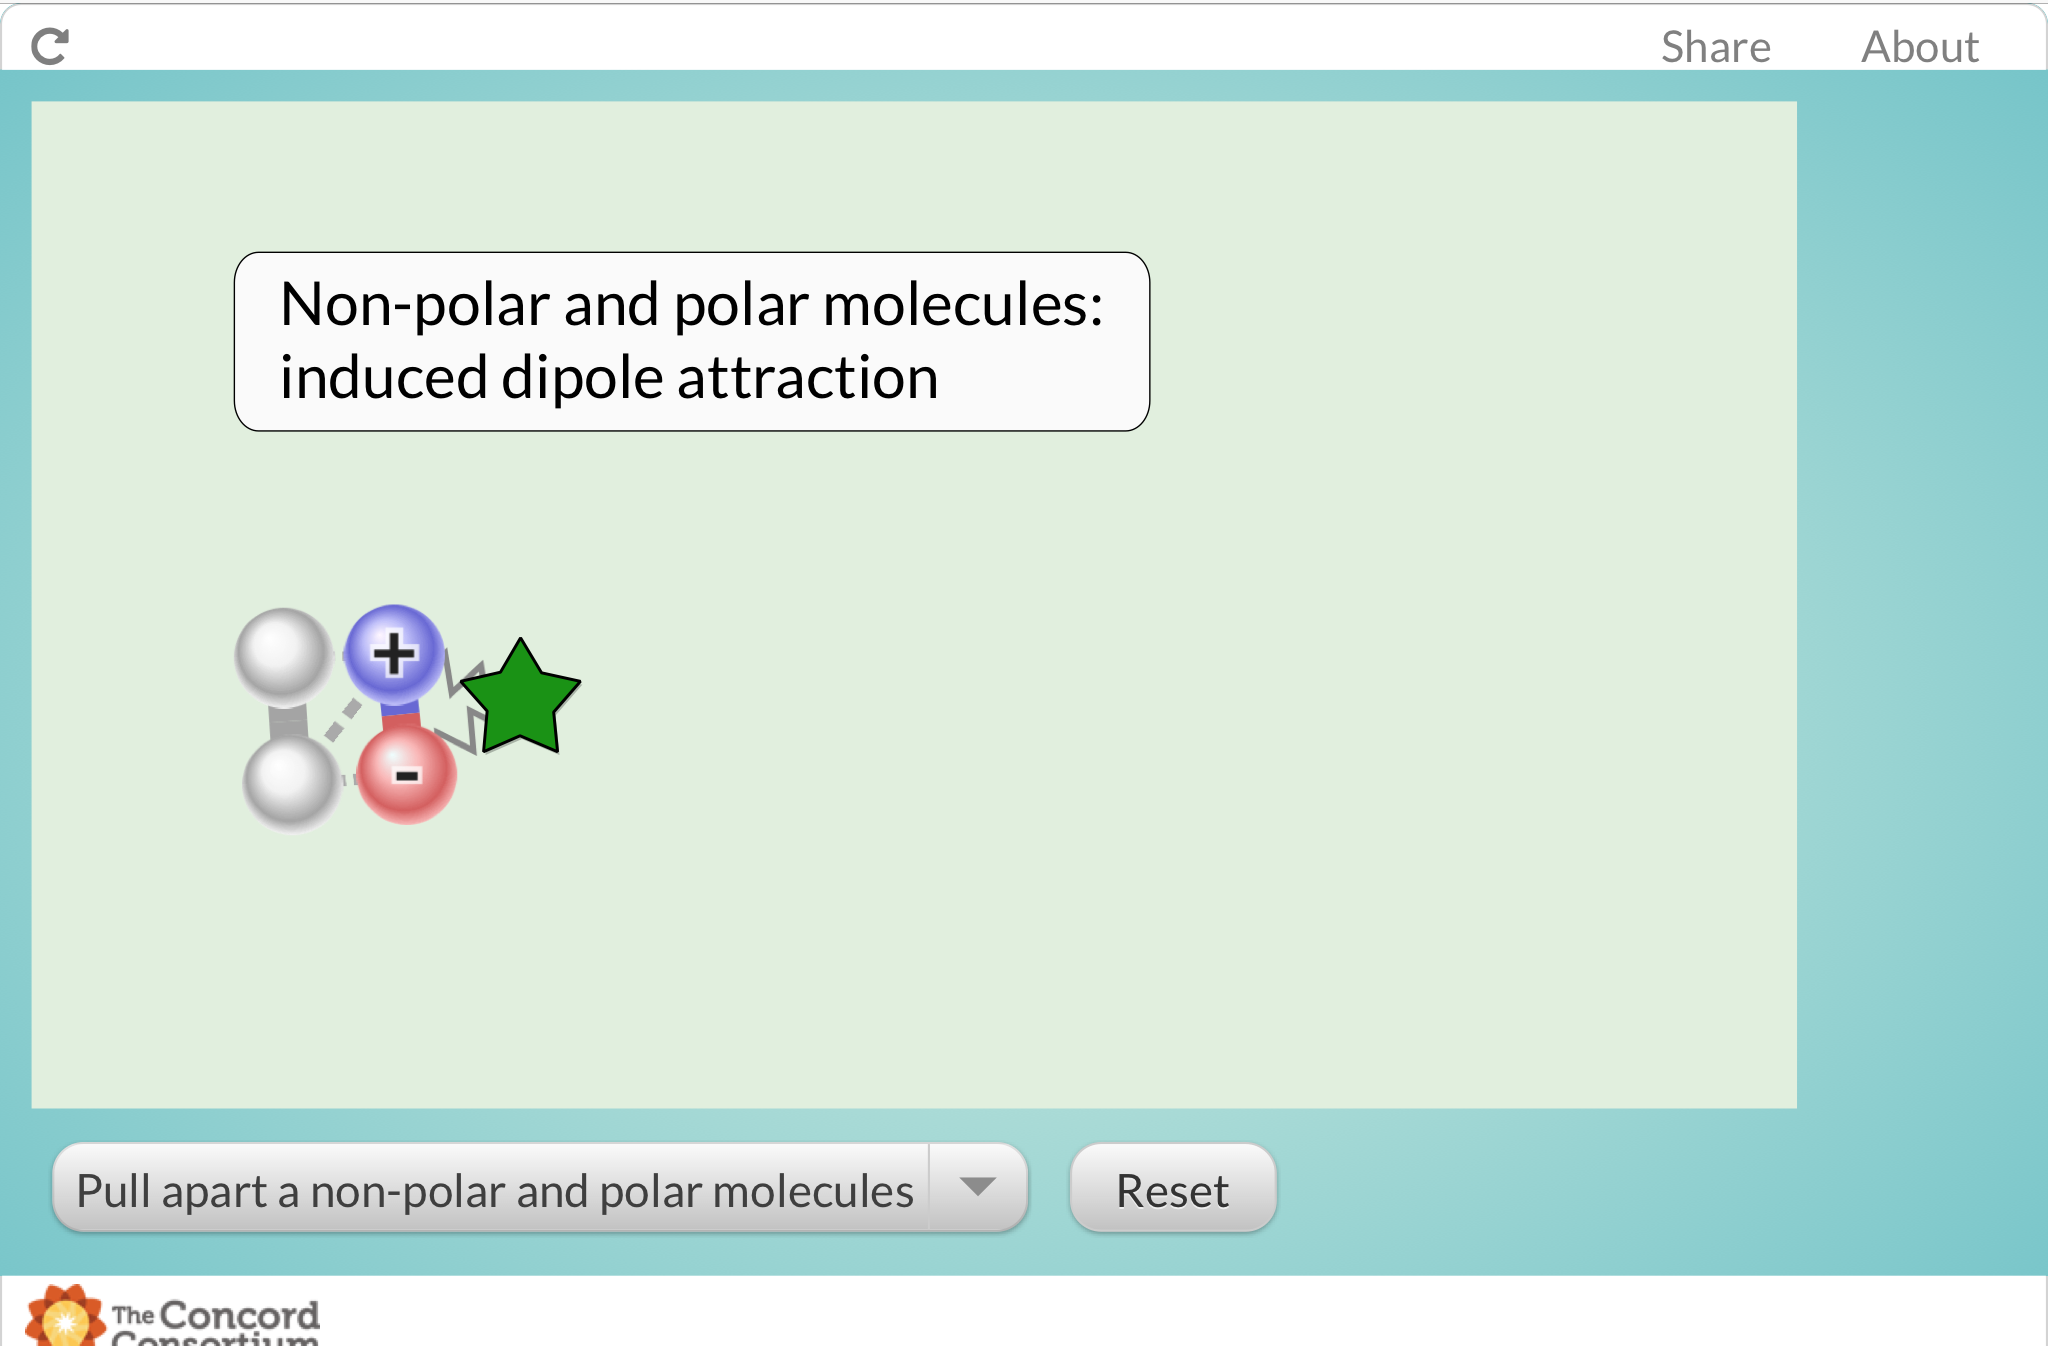 Share About
Non-polar and polar molecules:
induced dipole attraction
+
-
Pull apart a non-polar and polar molecules
Reset
The Concord
Consortium